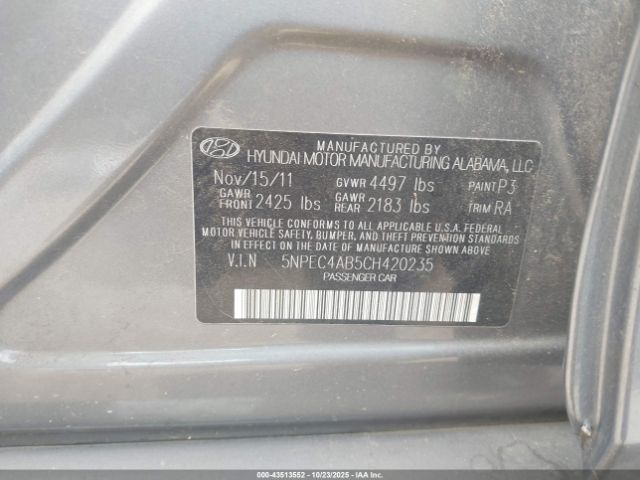 MANUFACTURED BY
HYUNDAI MOTOR MANUFACTURING ALABAMA, LLC
Nov/15/11 GVWR 4497 lbs PAINT P3
GAWR FRONT 2425 lbs GAWR REAR 2183 lbs TRIM RA
THIS VEHICLE CONFORMS TO ALL APPLICABLE U.S.A. FEDERAL
MOTOR VEHICLE SAFETY, BUMPER, AND THEFT PREVENTION STANDARDS
IN EFFECT ON THE DATE OF MANUFACTURE SHOWN ABOVE.
V.I.N 5NPEC4AB5CH420235
PASSENGER CAR
000-43513552 10/23/2025 - IAAI.com